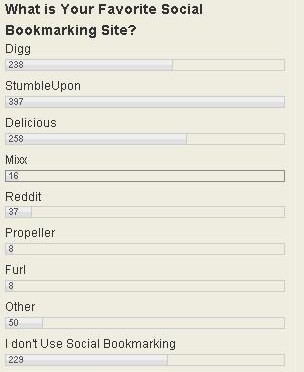 What is Your Favorite Social
Bookmarking Site?
Digg
238
StumbleUpon
397
Delicious
258
Mixx
16
Reddit
37
Propeller
8
Furl
8
Other
50
I don't Use Social Bookmarking
229